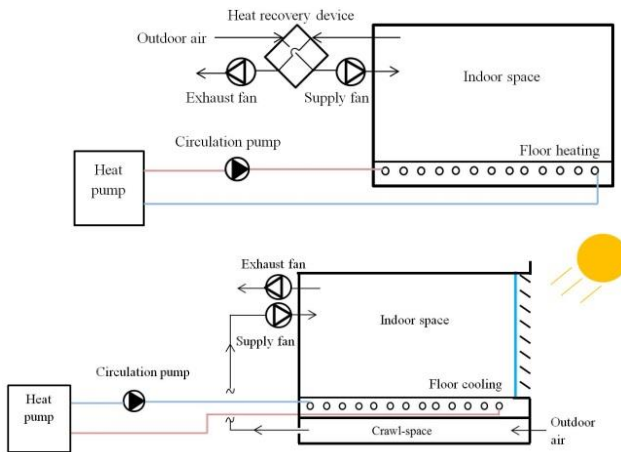 Heat recovery device
Outdoor air
Indoor space
Exhaust fan
Supply fan
Circulation pump
Floor heating
Heat
pump
Exhaust fan
Indoor space
Supply fan
Circulation pump
Floor cooling
Heat
pump
Crawl-space
Outdoor
air